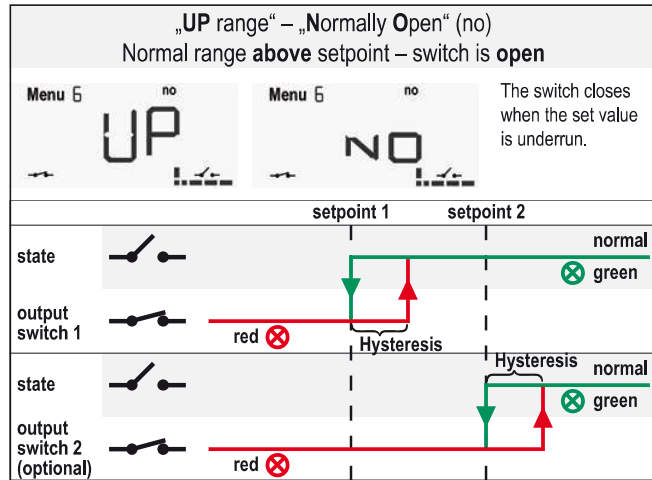 „UP range“ – „Normally Open“ (no)
Normal range above setpoint – switch is open
Menu 6 no
UP
Menu 6 no
NO
The switch closes
when the set value
is underrun.
setpoint 1 setpoint 2
state
normal
green
output
switch 1
red
Hysteresis
Hysteresis
state
normal
green
output
switch 2
(optional)
red